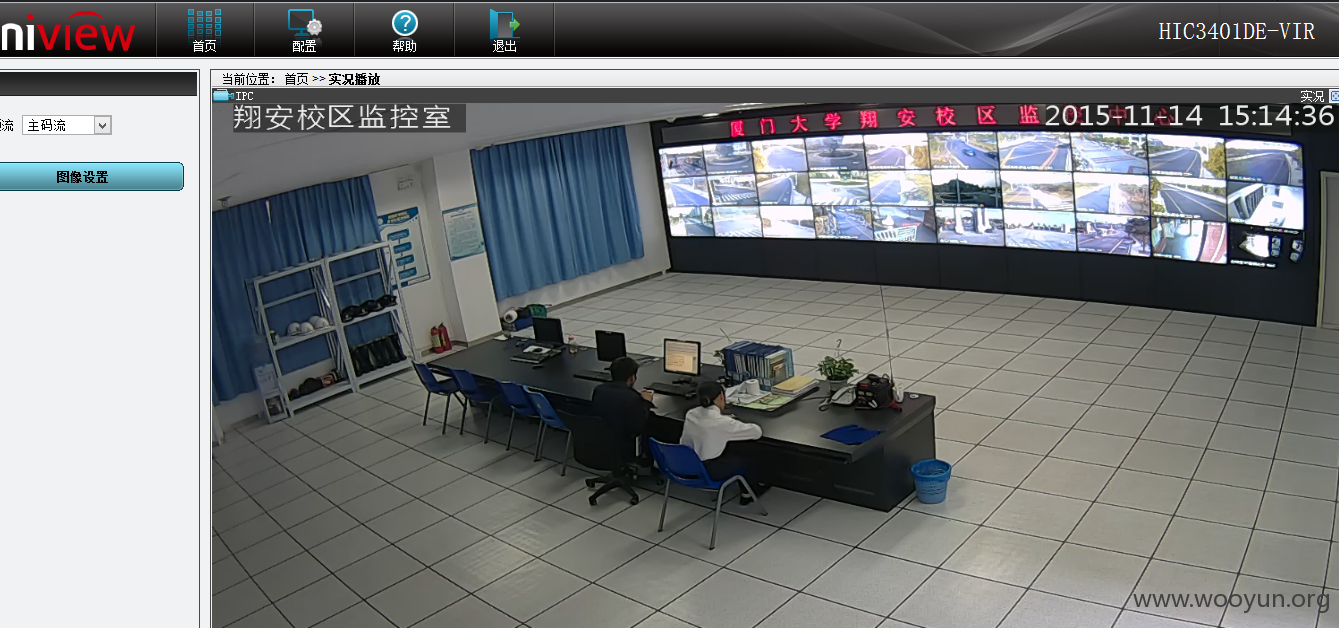 niview
首页
配置
帮助
退出
HIC3401DE-VIR
当前位置: 首页 >> 实况播放
IPC
实况
流 主码流
图像设置
翔安校区监控室
2015-11-14 15:14:36
厦门大学翔安校区监
www.wooyun.org